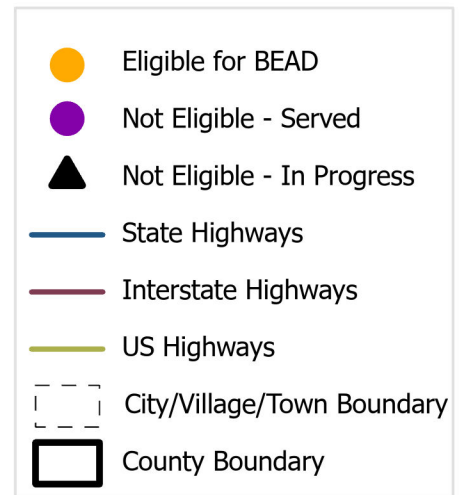 Eligible for BEAD
Not Eligible - Served
Not Eligible - In Progress
State Highways
Interstate Highways
US Highways
City/Village/Town Boundary
County Boundary